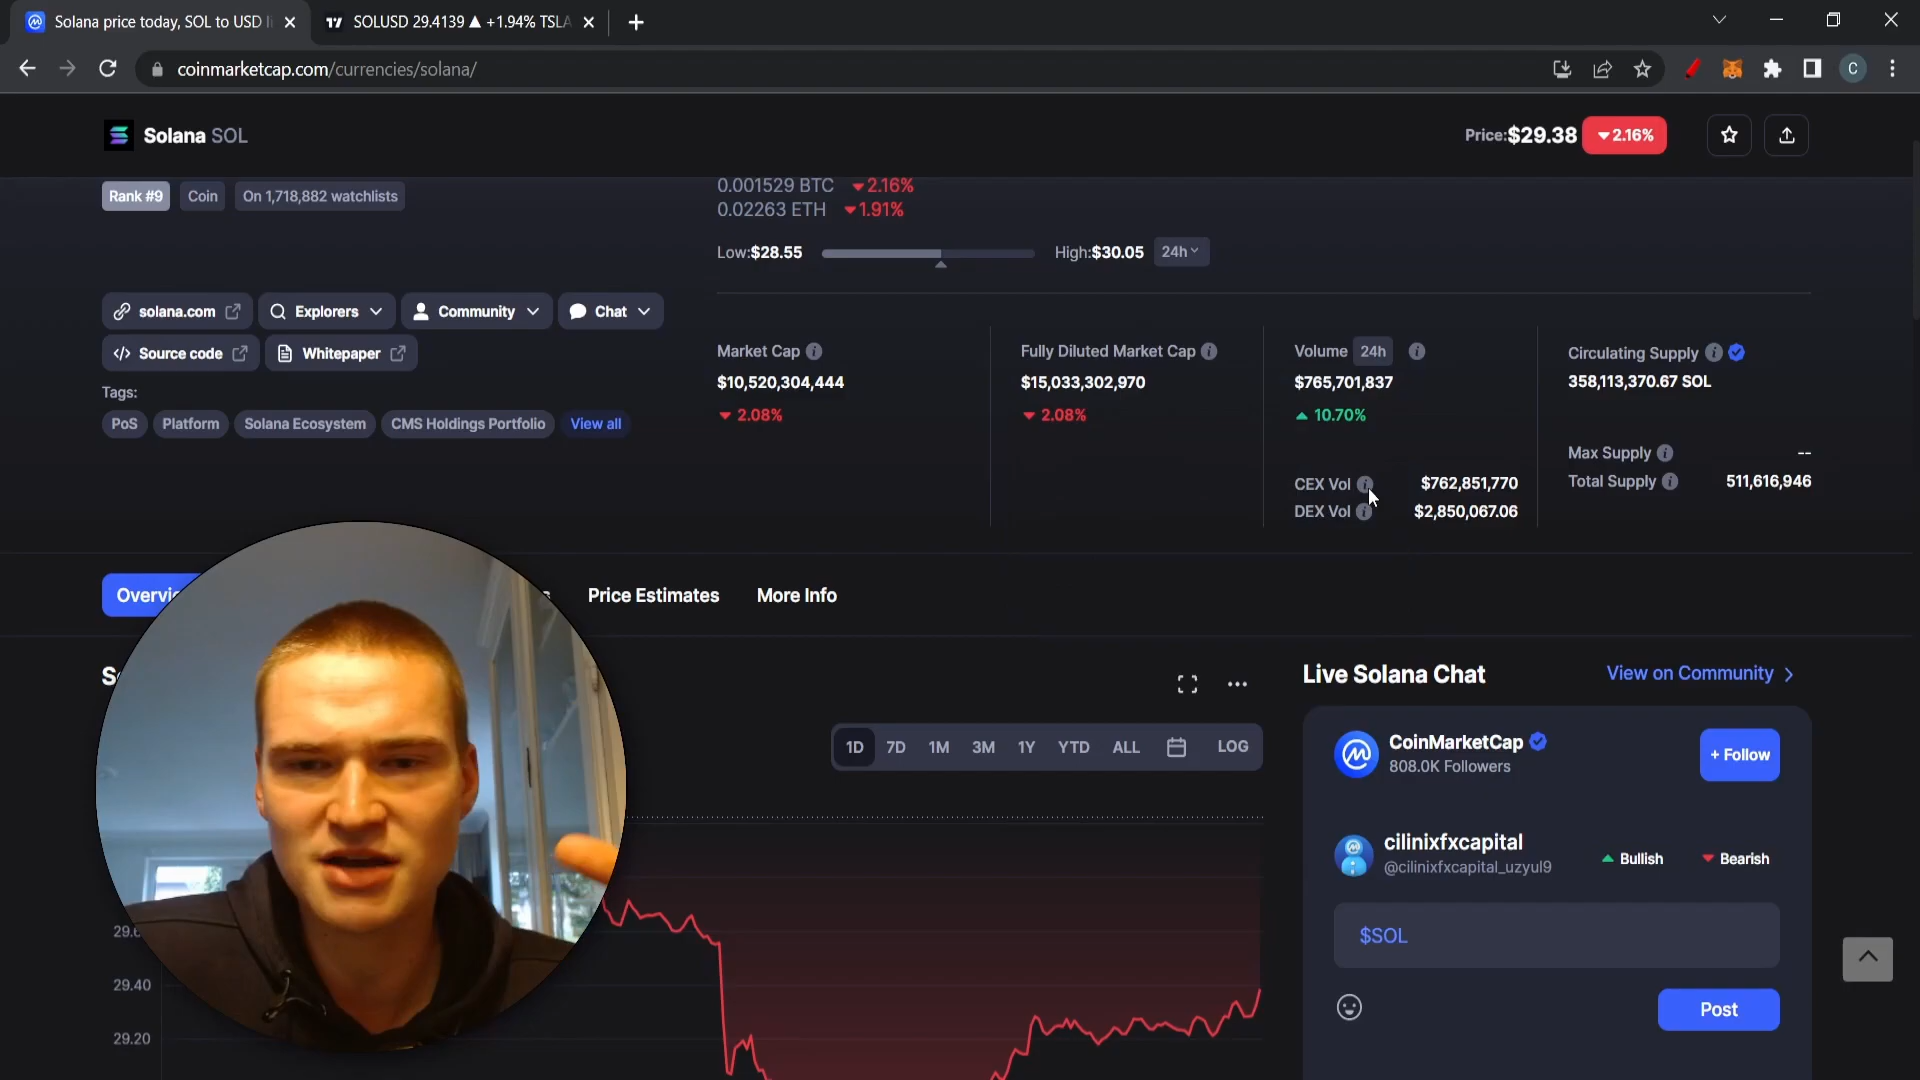 Solana price today, SOL to USD li
SOLUSD 29.4139 ▲ +1.94% TSLA
coinmarketcap.com/currencies/solana/
C
Solana SOL
Price:$29.38 2.16%
Rank #9 Coin On 1,718,882 watchlists
0.001529 BTC 2.16%
0.02263 ETH 1.91%
Low:$28.55 High:$30.05 24h
solana.com Explorers Community Chat
Source code Whitepaper
Tags:
PoS Platform Solana Ecosystem CMS Holdings Portfolio View all
Market Cap
$10,520,304,444
2.08%
Fully Diluted Market Cap
$15,033,302,970
2.08%
Volume 24h
$765,701,837
10.70%
CEX Vol $762,851,770
DEX Vol $2,850,067.06
Circulating Supply
358,113,370.67 SOL
Max Supply --
Total Supply 511,616,946
Overvi
Price Estimates More Info
1D 7D 1M 3M 1Y YTD ALL LOG
29.40
29.20
Live Solana Chat View on Community
CoinMarketCap
808.0K Followers
+ Follow
cilinixfxcapital
@cilinixfxcapital_uzyul9
Bullish Bearish
$SOL
Post